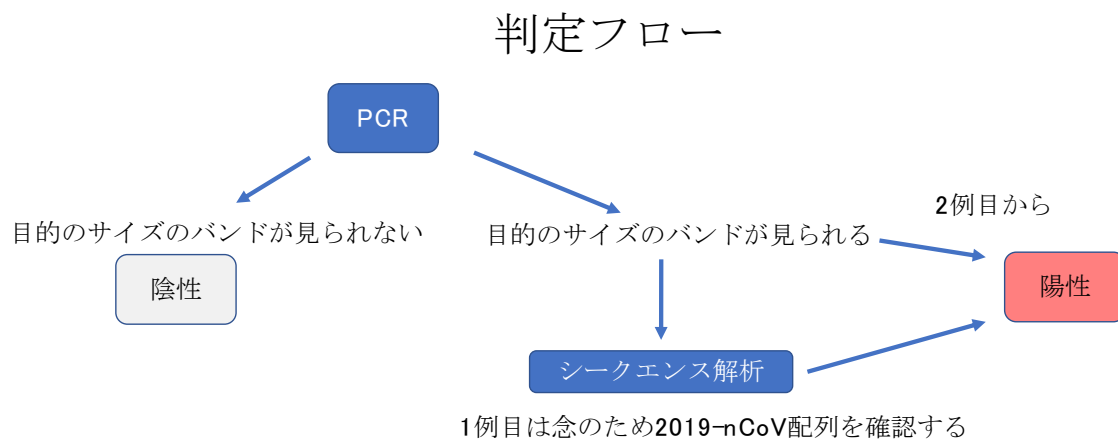 判定フロー
PCR
2例目から
目的のサイズのバンドが見られない
目的のサイズのバンドが見られる
陰性
陽性
シークエンス解析
1例目は念のため2019-nCoV配列を確認する